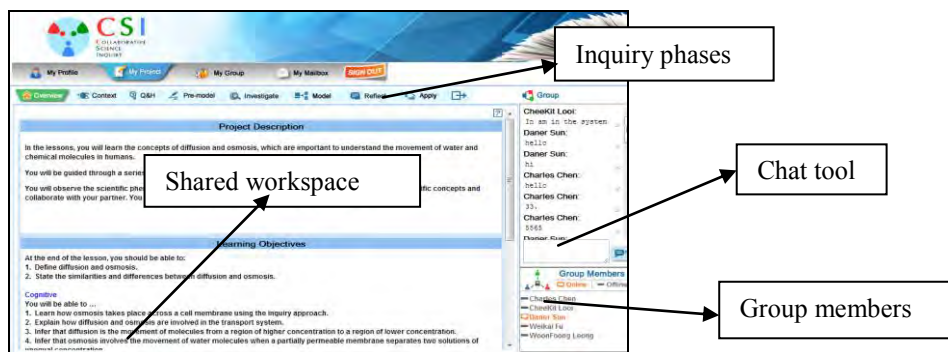 CSI
COLLABORATIVE
SCIENCE
INQUIRY
My Profile My Project My Group My Mailbox SIGN OUT
Overview Context Q&H Pre-model Investigate Model Reflect Apply
Inquiry phases
Project Description
In the lessons, you will learn the concepts of diffusion and osmosis, which are important to understand the movement of water and
chemical molecules in humans.
You will be guided through a series
You will observe the scientific phe
fic concepts and
collaborate with your partner. You
Shared workspace
Learning Objectives
At the end of the lesson, you should be able to:
1. Define diffusion and osmosis.
2. State the similarities and differences between diffusion and osmosis.
Cognitive
You will be able to ...
1. Learn how osmosis takes place across a cell membrane using the inquiry approach.
2. Explain how diffusion and osmosis are involved in the transport system.
3. Infer that diffusion is the movement of molecules from a region of higher concentration to a region of lower concentration.
4. Infer that osmosis involves the movement of water molecules when a partially permeable membrane separates two solutions of
unequal concentration
Group
CheeKit Looi:
In am in the system
Daner Sun:
hello
Daner Sun:
hi
Charles Chen:
hello
Charles Chen:
33.
Charles Chen:
5565
Daner Sun:
Chat tool
Group Members
Online Offline
Charles Chen
CheeKit Looi
Daner Sun
Weikai Fu
WoonFoong Leong
Group members